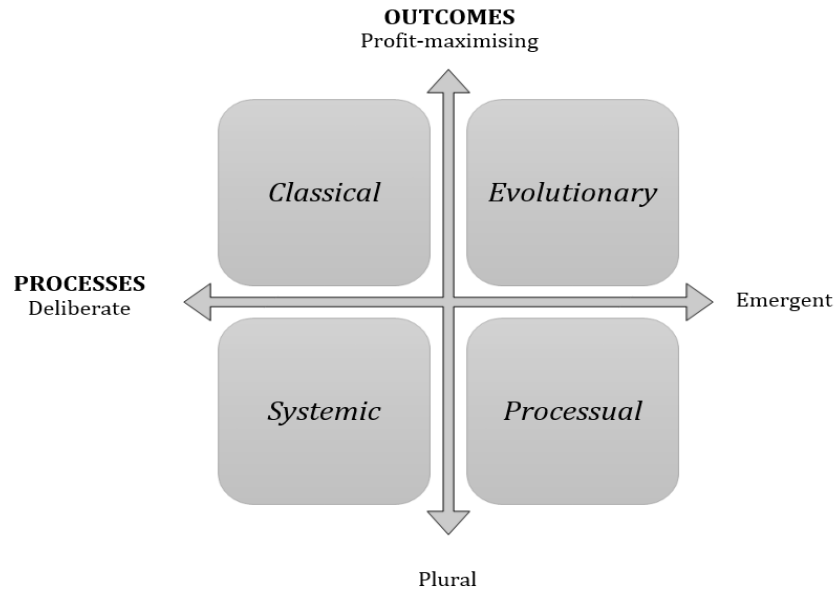 OUTCOMES
Profit-maximising
Classical
Evolutionary
PROCESSES
Deliberate
Emergent
Systemic
Processual
Plural